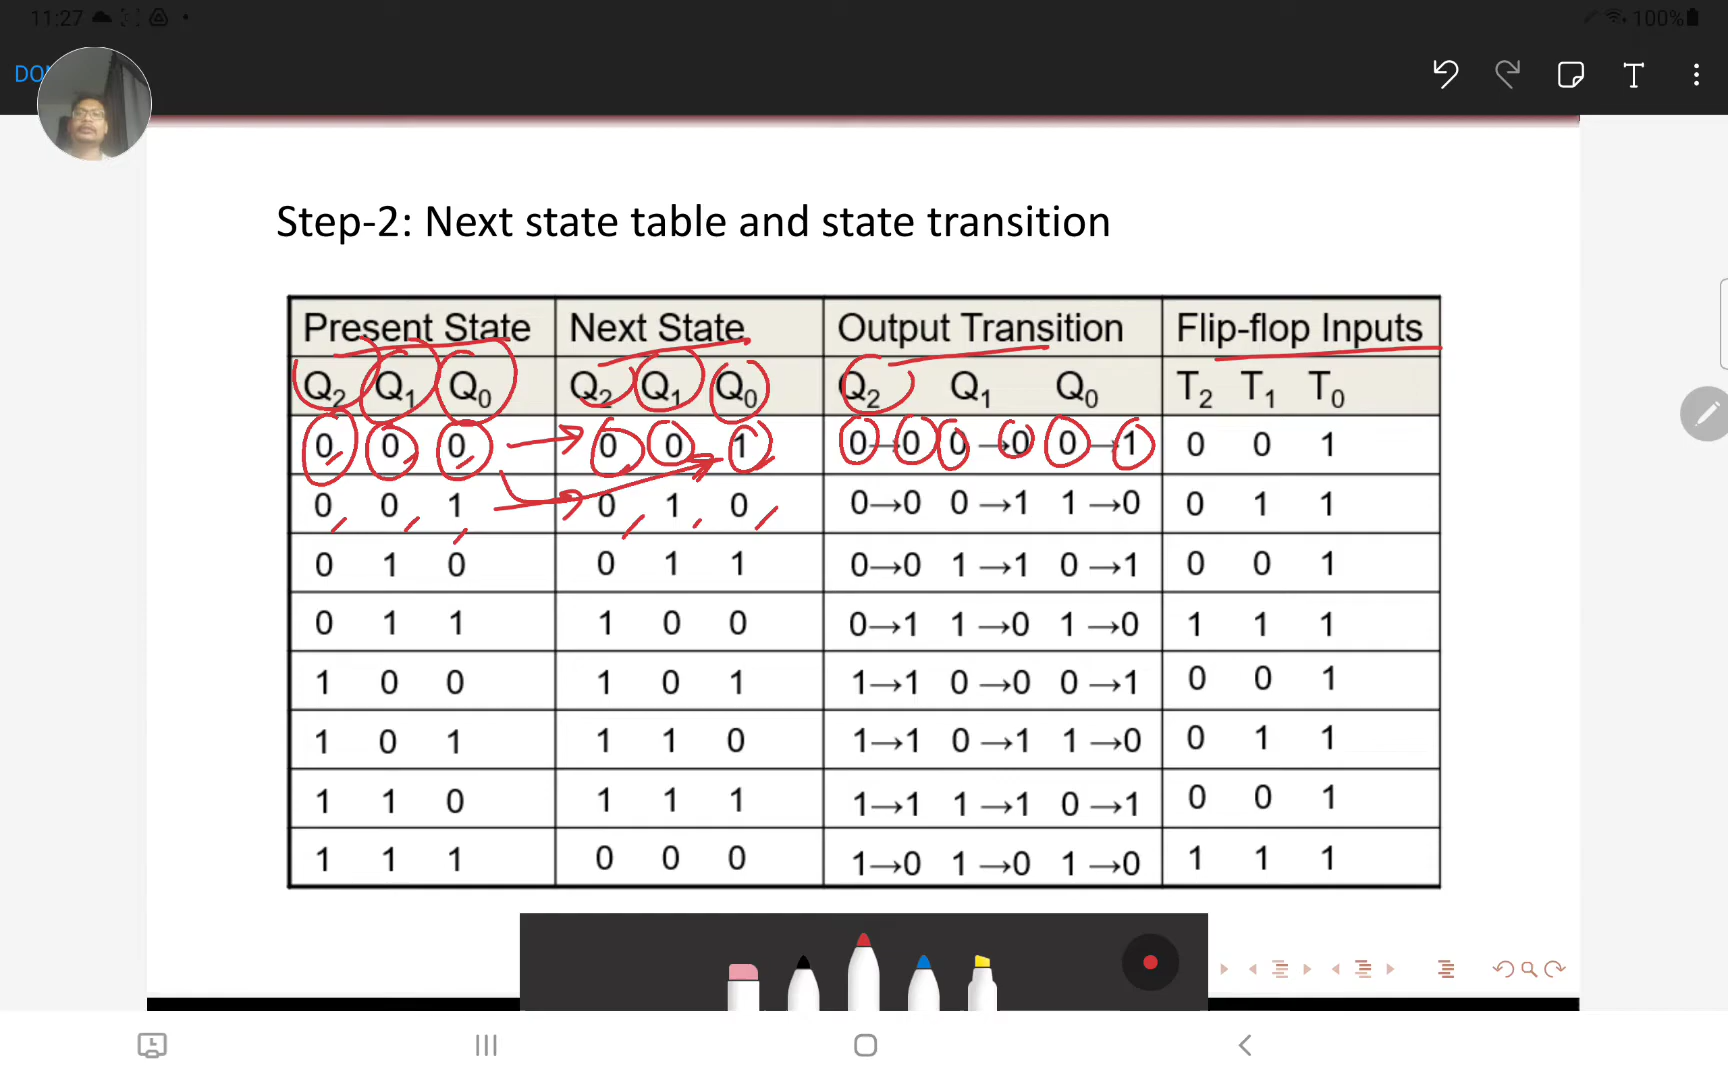 11:27
100%
DO
T
Step-2: Next state table and state transition
Present State Next State Output Transition Flip-flop Inputs
Q₂ Q₁ Q₀ Q₂ Q₁ Q₀ Q₂ Q₁ Q₀ T₂ T₁ T₀
0 0 0 0 0 1 0→0 0→0 0→1 0 0 1
0 0 1 0 1 0 0→0 0→1 1→0 0 1 1
0 1 0 0 1 1 0→0 1→1 0→1 0 0 1
0 1 1 1 0 0 0→1 1→0 1→0 1 1 1
1 0 0 1 0 1 1→1 0→0 0→1 0 0 1
1 0 1 1 1 0 1→1 0→1 1→0 0 1 1
1 1 0 1 1 1 1→1 1→1 0→1 0 0 1
1 1 1 0 0 0 1→0 1→0 1→0 1 1 1